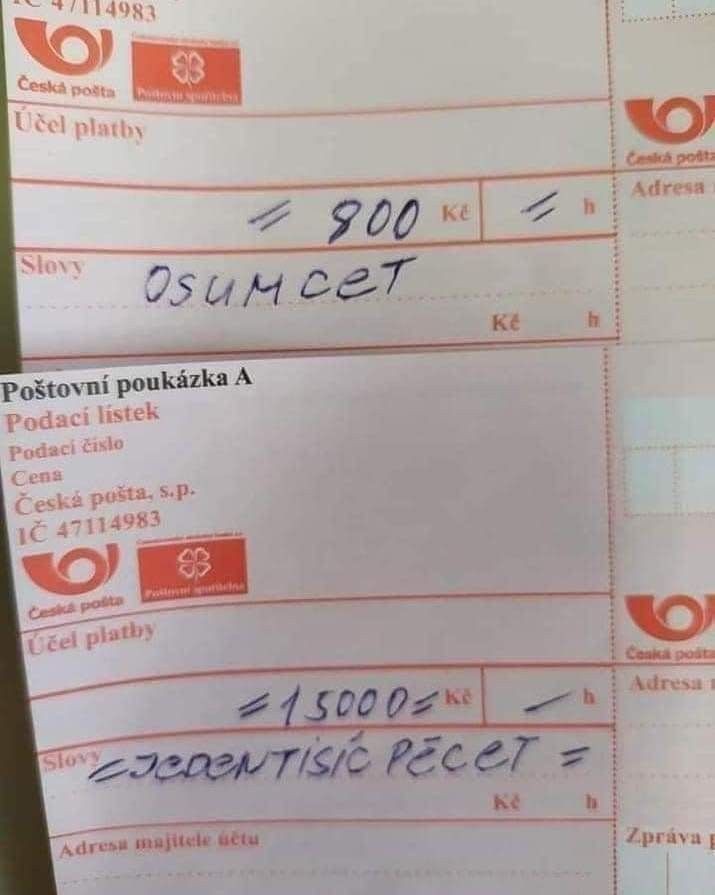 IČ 47114983
Česká pošta
Poštovní spořitelna
Účel platby
Česká pošta
= 800 Kč = h
Adresa
Slovy OSUMCET
Kč h
Poštovní poukázka A
Podací lístek
Podací číslo
Cena
Česká pošta, s.p.
IČ 47114983
Česká pošta
Poštovní spořitelna
Účel platby
Česká pošta
=15000= Kč — h
Adresa
Slovy =JEDENTISÍC PĚCET =
Kč h
Adresa majitele účtu
Zpráva p